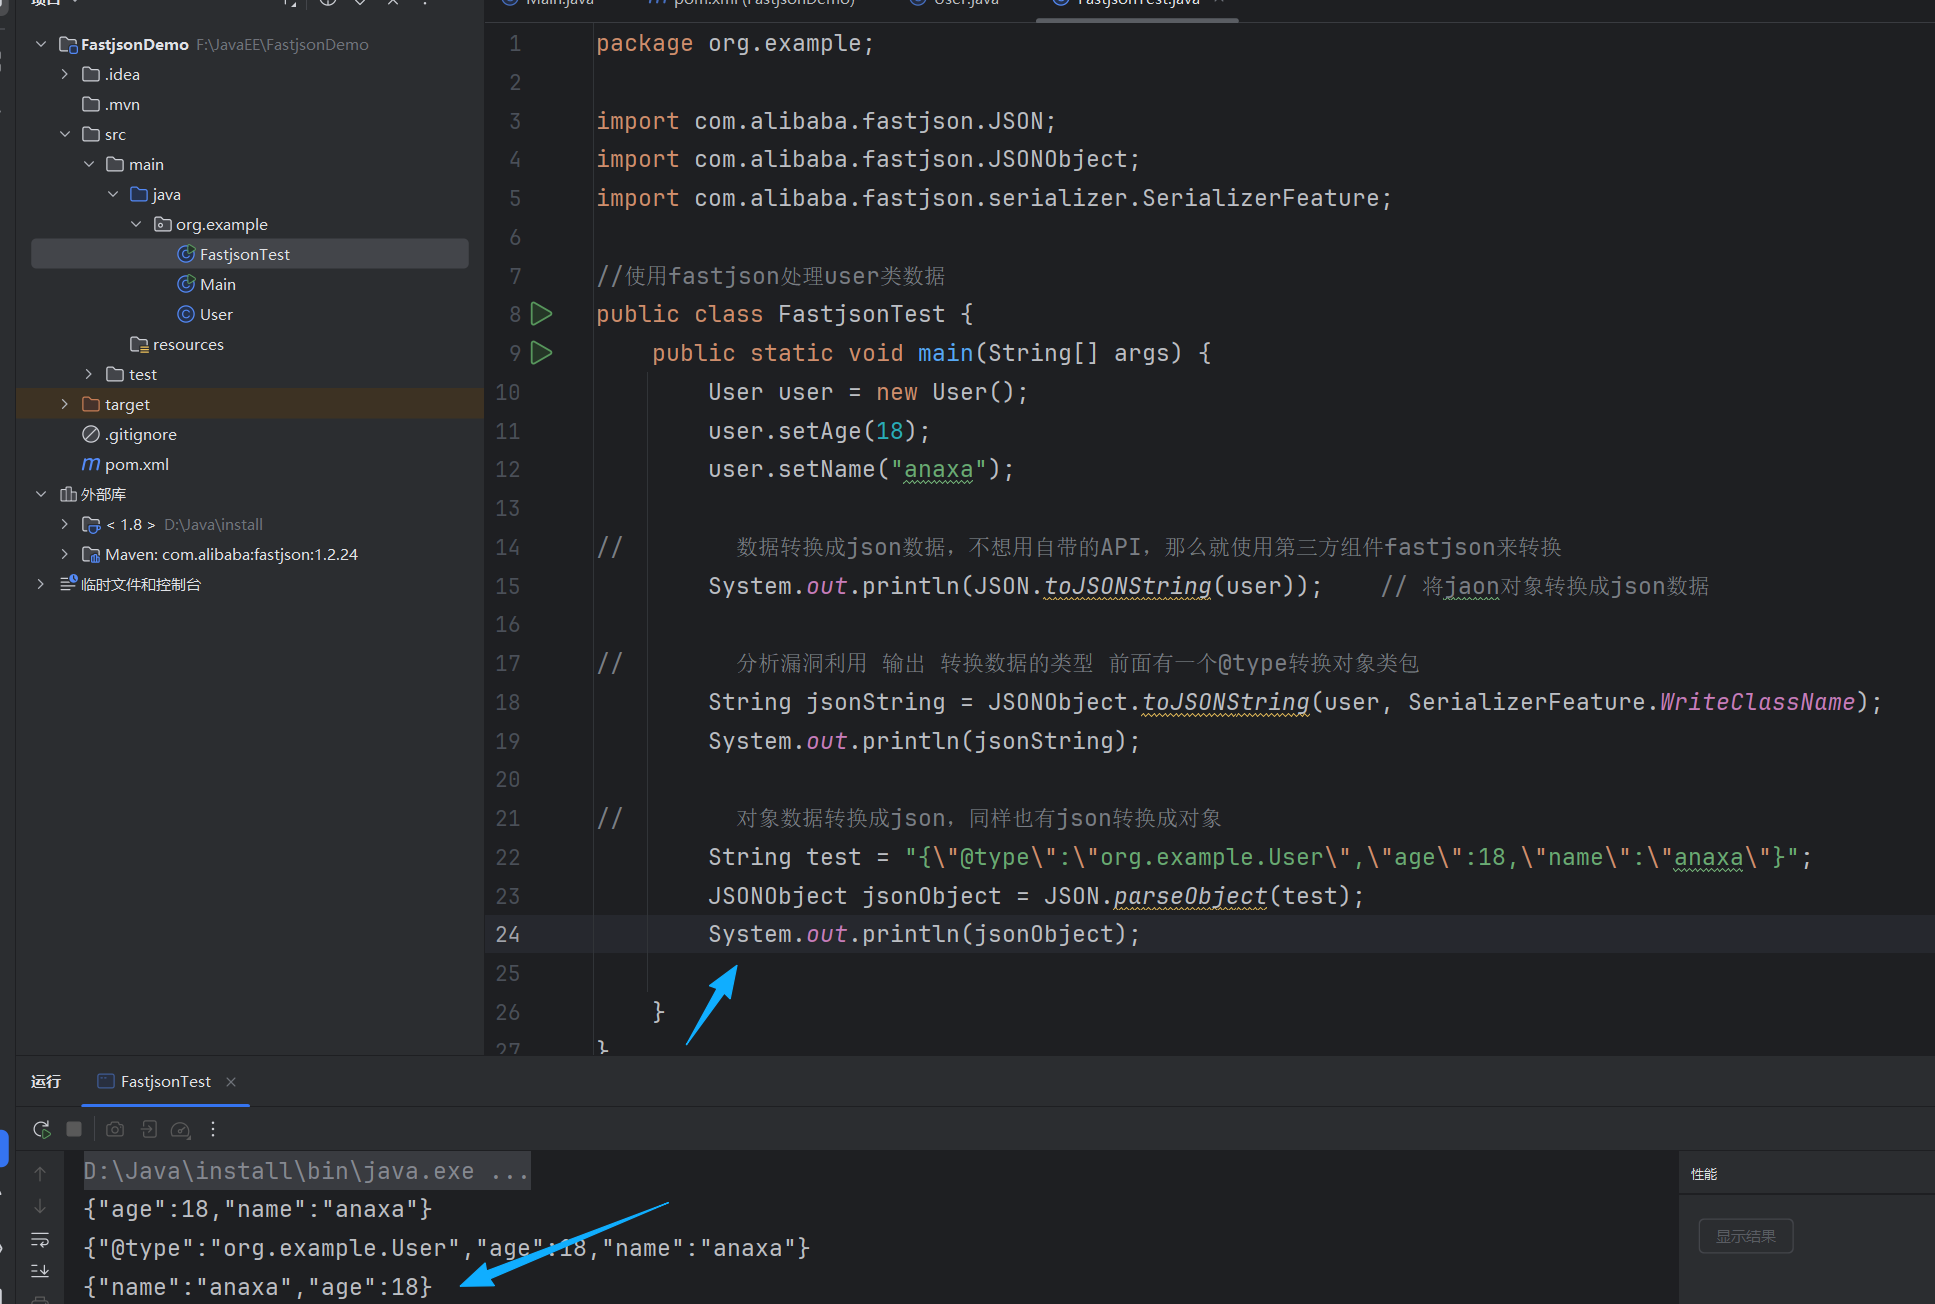 项目
Main.java
pom.xml (FastjsonDemo)
User.java
FastjsonTest.java
FastjsonDemo F:\JavaEE\FastjsonDemo
.idea
.mvn
src
main
java
org.example
FastjsonTest
Main
User
resources
test
target
.gitignore
pom.xml
外部库
< 1.8 > D:\Java\install
Maven: com.alibaba:fastjson:1.2.24
临时文件和控制台
1 package org.example;
2
3 import com.alibaba.fastjson.JSON;
4 import com.alibaba.fastjson.JSONObject;
5 import com.alibaba.fastjson.serializer.SerializerFeature;
6
7 //使用fastjson处理user类数据
8 public class FastjsonTest {
9 public static void main(String[] args) {
10 User user = new User();
11 user.setAge(18);
12 user.setName("anaxa");
13
14 // 数据转换成json数据，不想用自带的API，那么就使用第三方组件fastjson来转换
15 System.out.println(JSON.toJSONString(user)); // 将jaon对象转换成json数据
16
17 // 分析漏洞利用 输出 转换数据的类型 前面有一个@type转换对象类包
18 String jsonString = JSONObject.toJSONString(user, SerializerFeature.WriteClassName);
19 System.out.println(jsonString);
20
21 // 对象数据转换成json，同样也有json转换成对象
22 String test = "{\"@type\":\"org.example.User\",\"age\":18,\"name\":\"anaxa\"}";
23 JSONObject jsonObject = JSON.parseObject(test);
24 System.out.println(jsonObject);
25
26 }
27 }
运行 FastjsonTest
D:\Java\install\bin\java.exe ...
{"age":18,"name":"anaxa"}
{"@type":"org.example.User","age":18,"name":"anaxa"}
{"name":"anaxa","age":18}
性能
显示结果